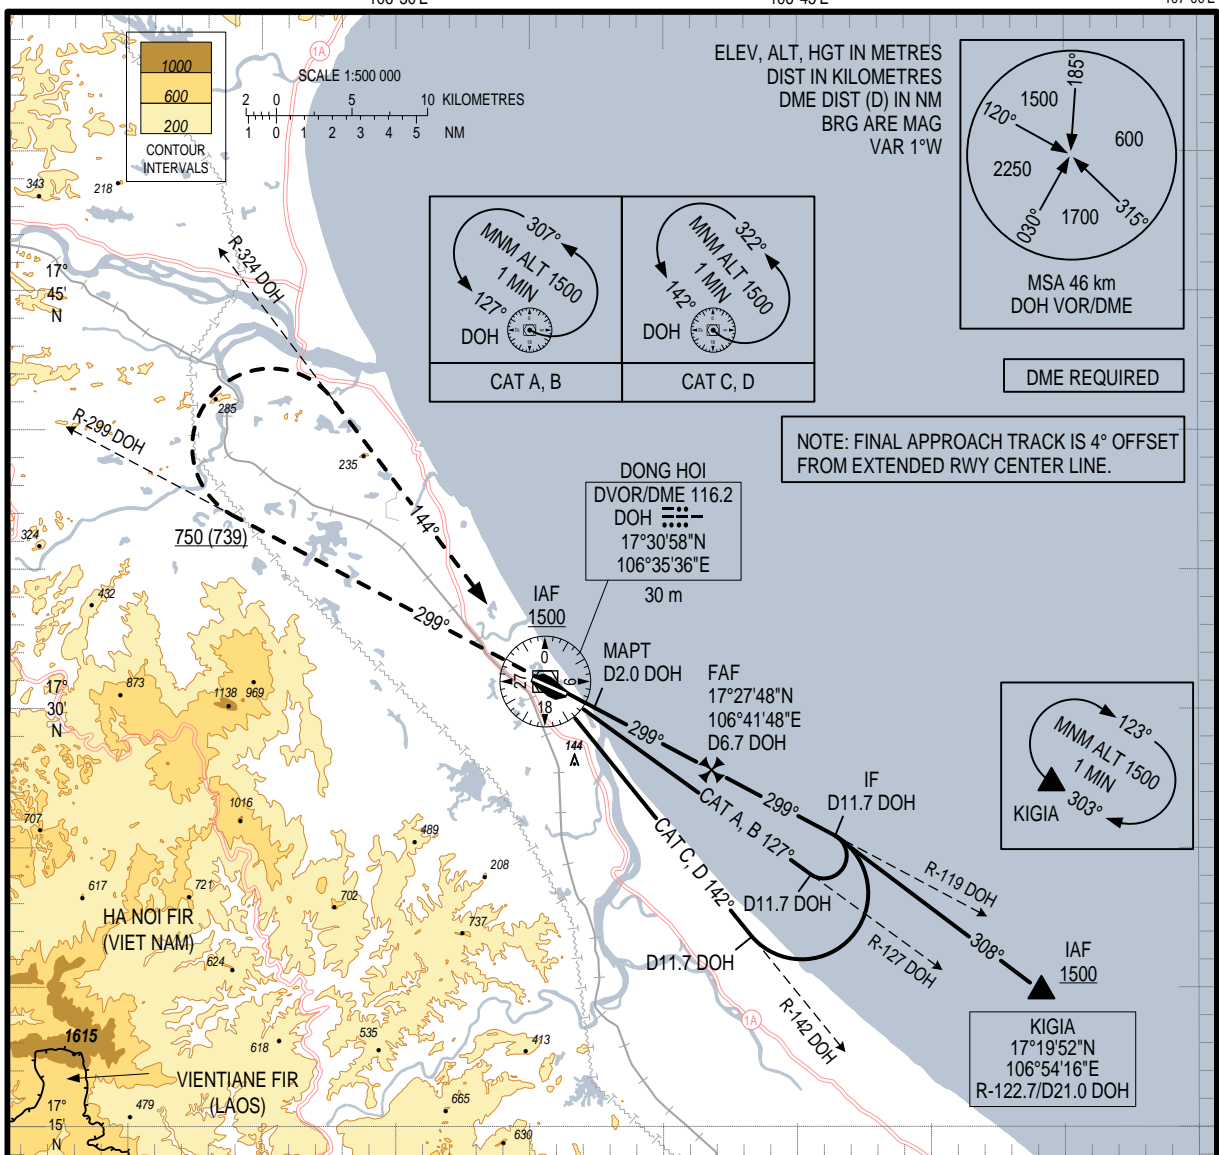 1A
SCALE 1:500 000
2 0 5 10 KILOMETRES
1 0 1 2 3 4 5 NM
1000
600
200
CONTOUR
INTERVALS
ELEV, ALT, HGT IN METRES
DIST IN KILOMETRES
DME DIST (D) IN NM
BRG ARE MAG
VAR 1°W
185°
1500
120°
600
2250
1700
030°
315°
MSA 46 km
DOH VOR/DME
343
218
R-324 DOH
17°
45'
N
307°
MNM ALT 1500
1 MIN
127°
DOH
CAT A, B
322°
MNM ALT 1500
1 MIN
142°
DOH
CAT C, D
DME REQUIRED
NOTE: FINAL APPROACH TRACK IS 4° OFFSET
FROM EXTENDED RWY CENTER LINE.
285
R-299 DOH
235
144°
750 (739)
324
DONG HOI
DVOR/DME 116.2
DOH
17°30'58"N
106°35'36"E
30 m
432
299°
IAF
1500
0
6
18
27
MAPT
D2.0 DOH
FAF
17°27'48"N
106°41'48"E
D6.7 DOH
873
1138
969
17°
30'
N
144
299°
299°
IF
D11.7 DOH
CAT A, B 127°
CAT C, D 142°
123°
MNM ALT 1500
1 MIN
303°
KIGIA
707
1016
489
208
617
721
702
737
D11.7 DOH
R-119 DOH
R-127 DOH
308°
IAF
1500
HA NOI FIR
(VIET NAM)
624
D11.7 DOH
R-142 DOH
1A
1615
618
535
413
KIGIA
17°19'52"N
106°54'16"E
R-122.7/D21.0 DOH
VIENTIANE FIR
(LAOS)
17°
15'
N
479
665
630